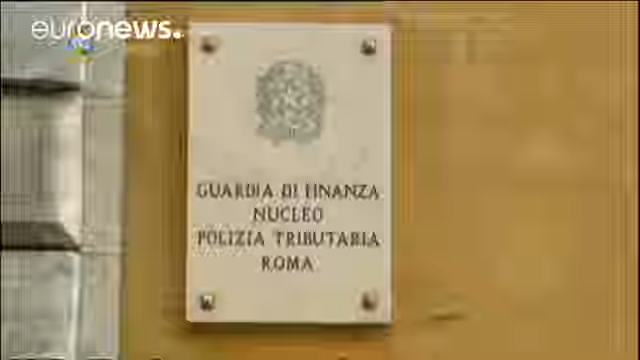 euronews.
GUARDIA DI FINANZA
NUCLEO
POLIZIA TRIBUTARIA
ROMA